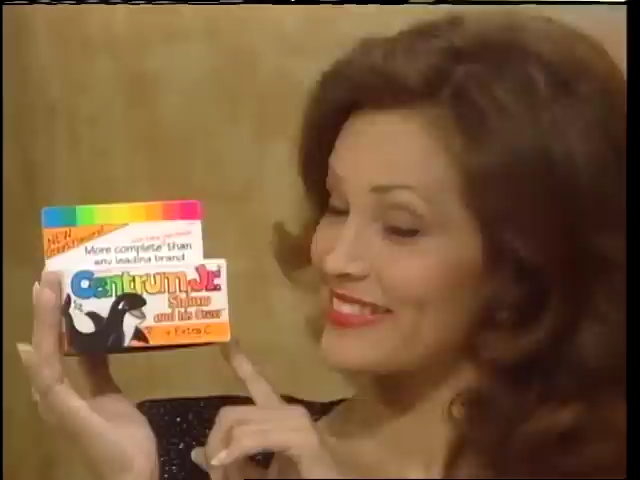 NEW
More complete than
any leading brand
Centrum, Jr.
Shamu
and his Crew
+ Extra C